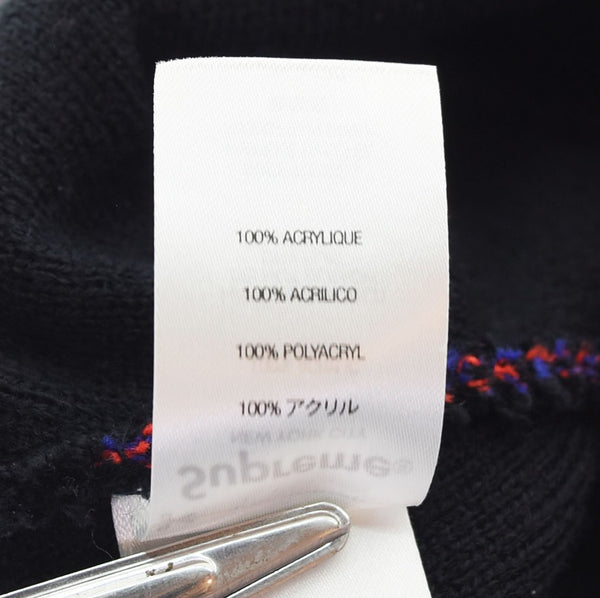 100% ACRYLIQUE
100% ACRILICO
100% POLYACRYL
100% アクリル
NEW YORK CITY
Supreme